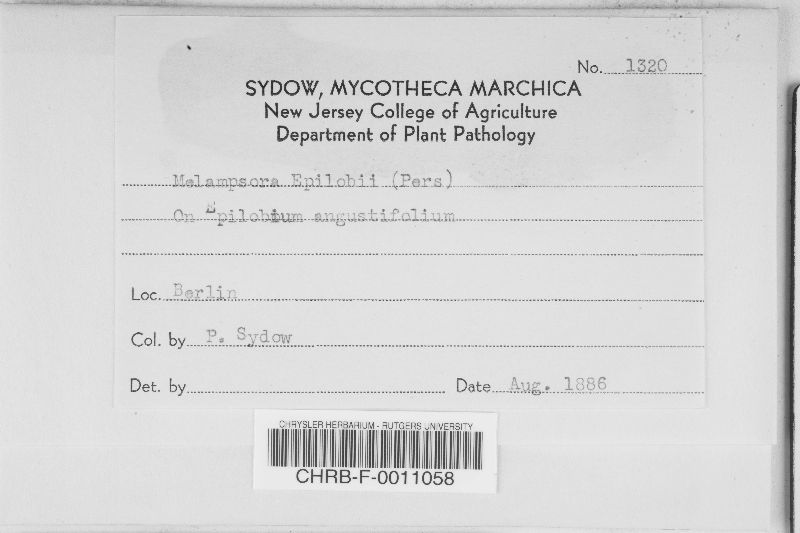 No. 1320
SYDOW, MYCOTHECA MARCHICA
New Jersey College of Agriculture
Department of Plant Pathology
Melampsora Epilobii (Pers)
On Epilobium angustifolium
Loc. Berlin
Col. by P. Sydow
Det. by Date Aug. 1886
CHRYSLER HERBARIUM - RUTGERS UNIVERSITY
CHRB-F-0011058